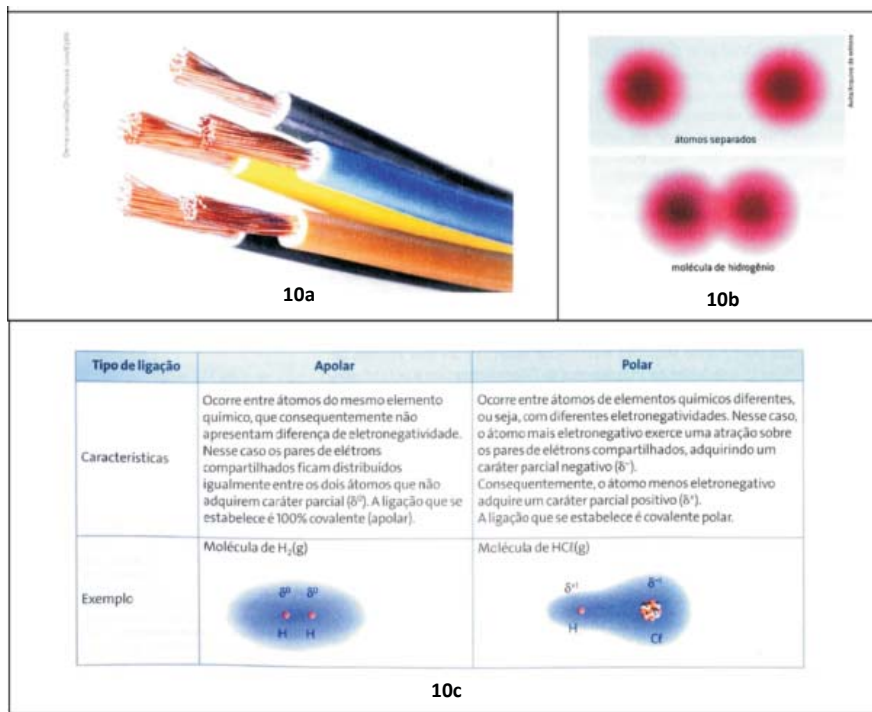 10a
átomos separados
molécula de hidrogênio
10b
Tipo de ligação
Apolar
Polar
Características
Ocorre entre átomos do mesmo elemento
químico, que consequentemente não
apresentam diferença de eletronegatividade.
Nesse caso os pares de elétrons
compartilhados ficam distribuídos
igualmente entre os dois átomos que não
adquirem caráter parcial (δ⁰). A ligação que se
estabelece é 100% covalente (apolar).
Ocorre entre átomos de elementos químicos diferentes,
ou seja, com diferentes eletronegatividades. Nesse caso,
o átomo mais eletronegativo exerce uma atração sobre
os pares de elétrons compartilhados, adquirindo um
caráter parcial negativo (δ⁻).
Consequentemente, o átomo menos eletronegativo
adquire um caráter parcial positivo (δ⁺).
A ligação que se estabelece é covalente polar.
Exemplo
Molécula de H₂(g)
δ⁰ δ⁰
H H
Molécula de HCℓ(g)
δ⁺¹ δ⁻¹
H
Cℓ
10c